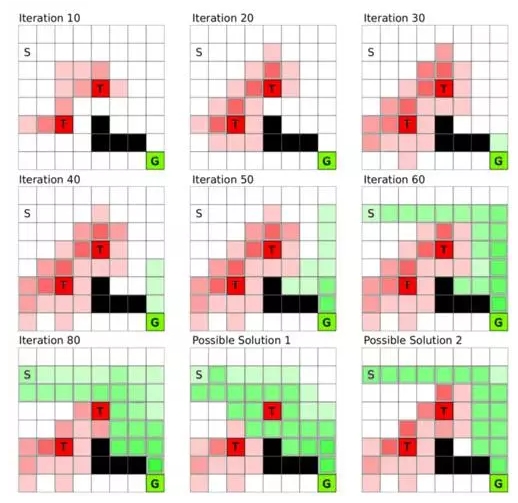 Iteration 10
Iteration 20
Iteration 30
S
T
T
G
S
T
T
G
S
T
T
G
Iteration 40
Iteration 50
Iteration 60
S
T
T
G
S
T
T
G
S
T
T
G
Iteration 80
Possible Solution 1
Possible Solution 2
S
T
T
G
S
T
T
G
S
T
T
G